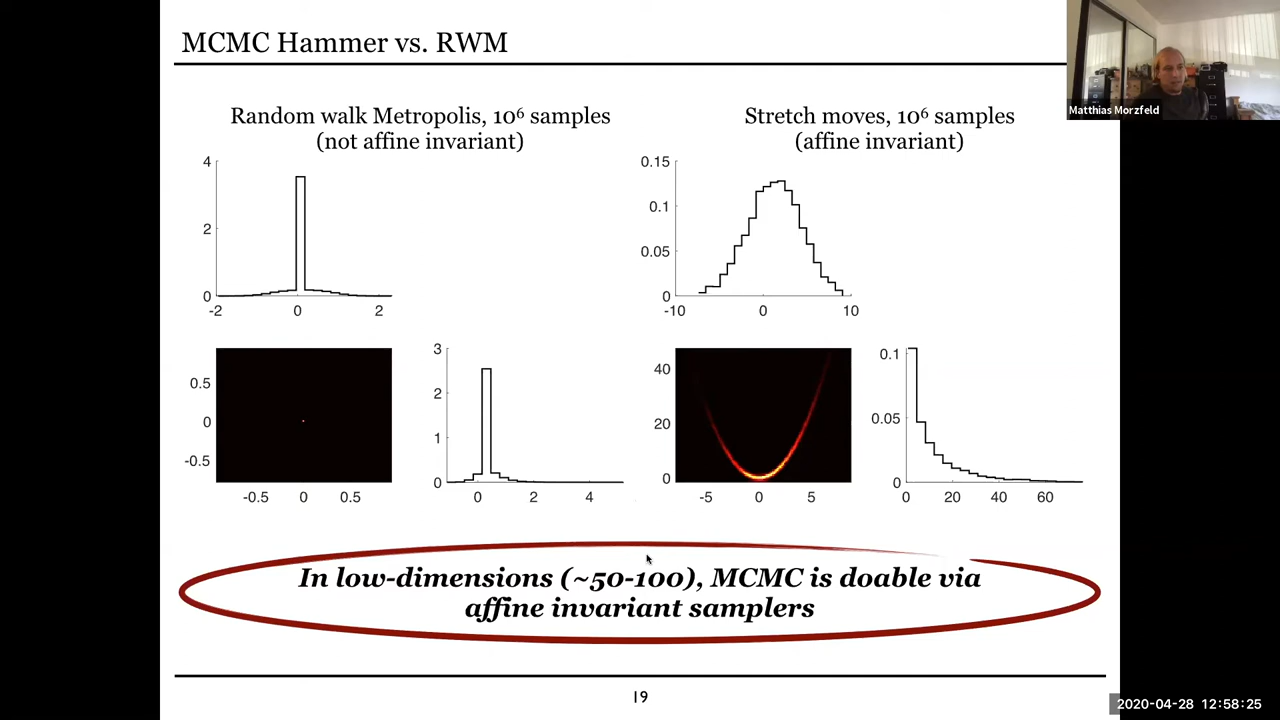 MCMC Hammer vs. RWM
Matthias Morzfeld
Random walk Metropolis, 10⁶ samples
(not affine invariant)
Stretch moves, 10⁶ samples
(affine invariant)
4
2
0
-2 0 2
0.15
0.1
0.05
0
-10 0 10
0.5
0
-0.5
-0.5 0 0.5
3
2
1
0
0 2 4
40
20
0
-5 0 5
0.1
0.05
0
0 20 40 60
In low-dimensions (~50-100), MCMC is doable via
affine invariant samplers
19
2020-04-28 12:58:25